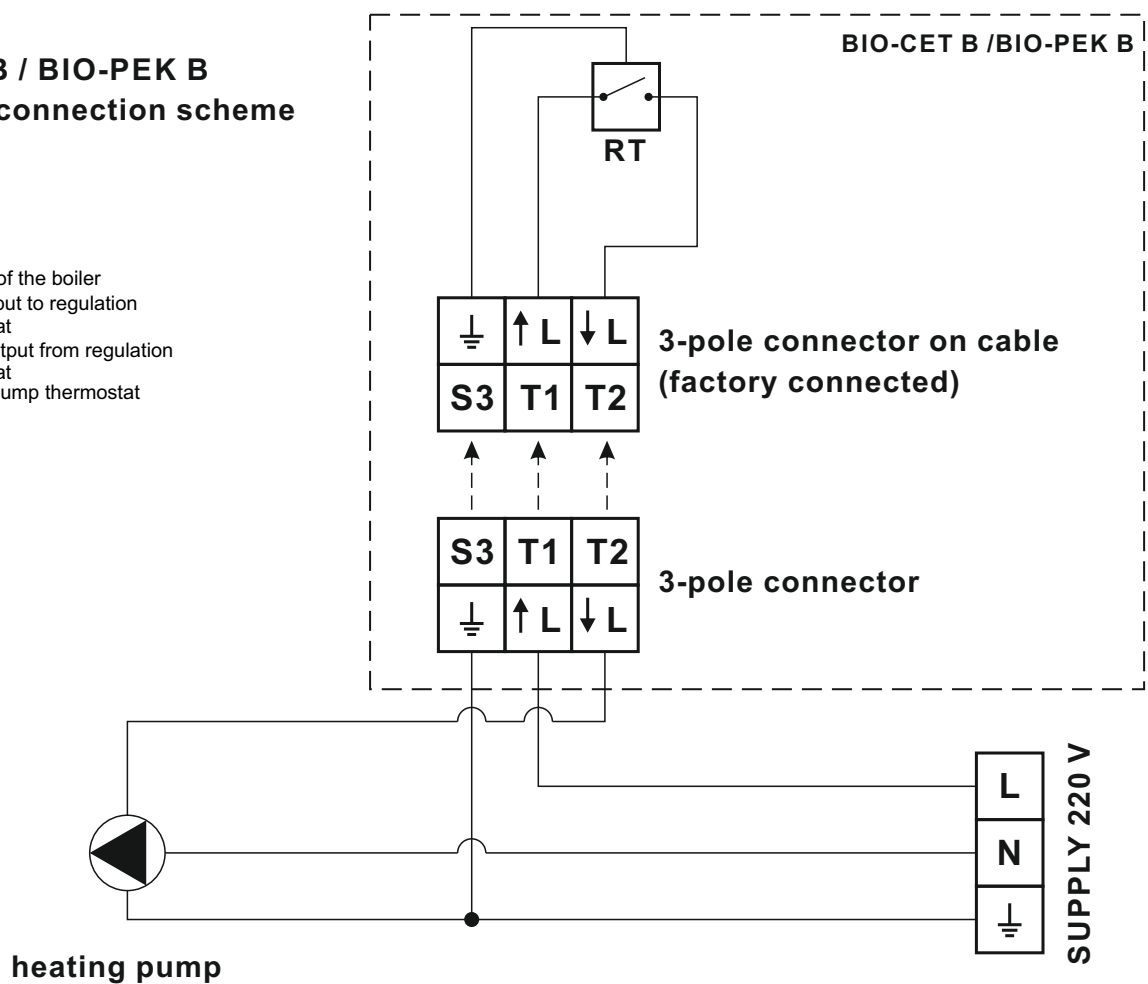 BIO-CET B /BIO-PEK B
B / BIO-PEK B
connection scheme
RT
of the boiler
out to regulation
at
tput from regulation
at
ump thermostat
⏚ ↑ L ↓ L
S3 T1 T2
3-pole connector on cable
(factory connected)
S3 T1 T2
⏚ ↑ L ↓ L
3-pole connector
L
N
⏚
SUPPLY 220 V
heating pump